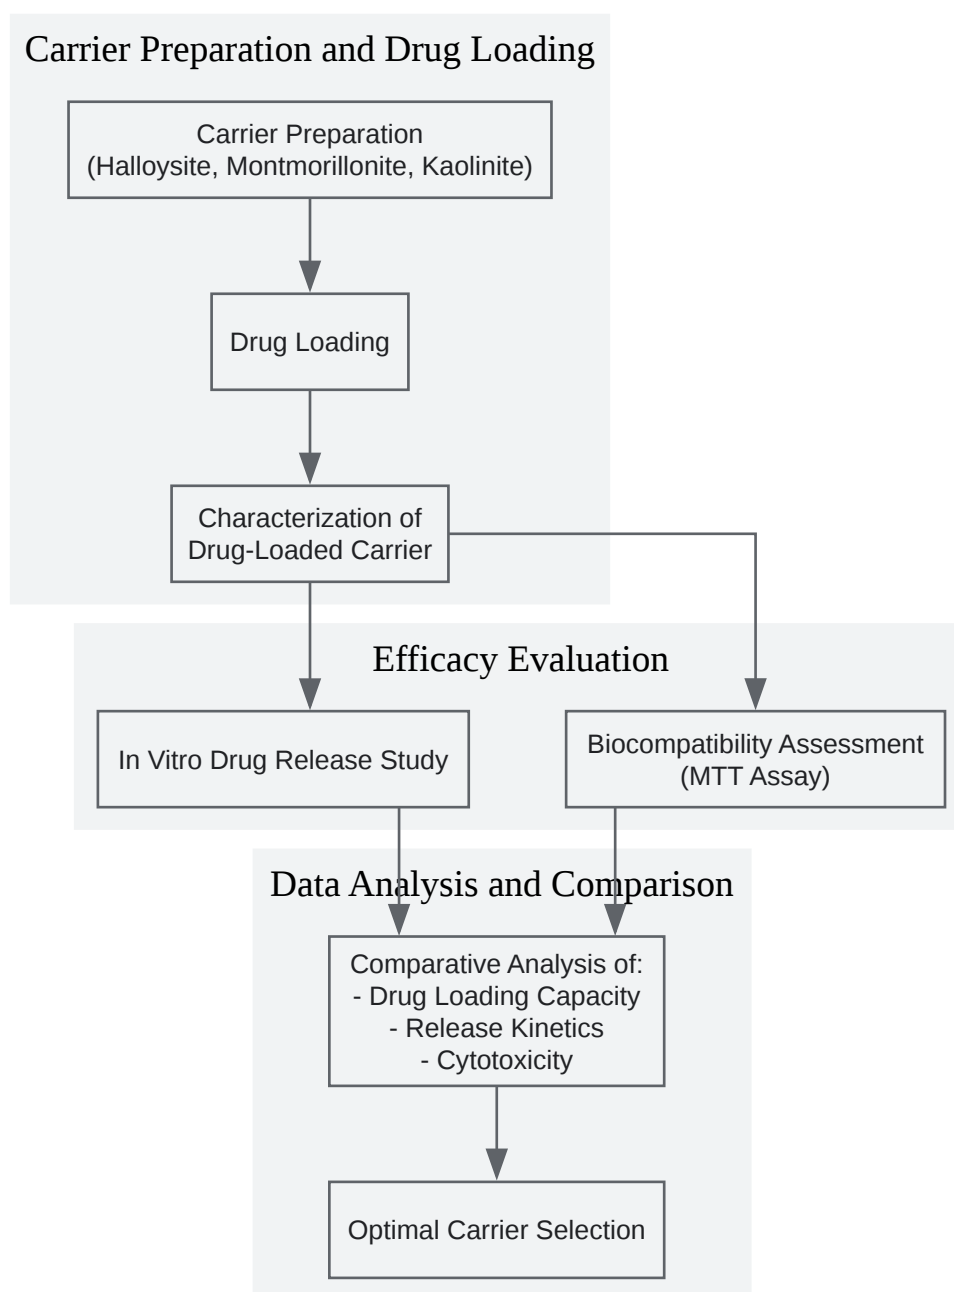 Carrier Preparation and Drug Loading
Carrier Preparation
(Halloysite, Montmorillonite, Kaolinite)
Drug Loading
Characterization of
Drug-Loaded Carrier
Efficacy Evaluation
In Vitro Drug Release Study
Biocompatibility Assessment
(MTT Assay)
Data Analysis and Comparison
Comparative Analysis of:
- Drug Loading Capacity
- Release Kinetics
- Cytotoxicity
Optimal Carrier Selection